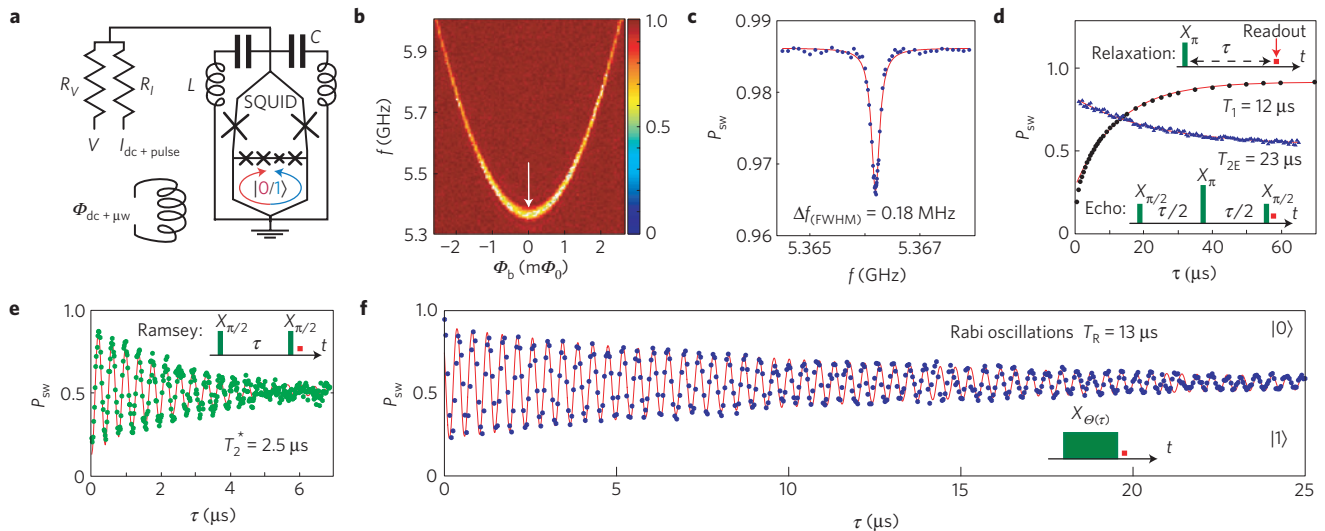 a
R_V
R_I
L
C
SQUID
V
I_dc + pulse
|0/1⟩
Φ_dc + μw
b
f (GHz)
5.9
5.7
5.5
5.3
−2
−1
0
1
2
Φ_b (mΦ_0)
1.0
0.5
0
c
P_sw
0.99
0.98
0.97
0.96
Δf_(FWHM) = 0.18 MHz
5.365
5.367
f (GHz)
d
Relaxation:
X_π
τ
Readout
t
P_sw
1.0
0.5
0
T_1 = 12 μs
T_2E = 23 μs
Echo:
X_π/2
τ/2
X_π
τ/2
X_π/2
t
0
20
40
60
τ (μs)
e
Ramsey:
X_π/2
τ
X_π/2
t
P_sw
1.0
0.5
0
T_2^* = 2.5 μs
0
2
4
6
τ (μs)
f
Rabi oscillations T_R = 13 μs
|0⟩
P_sw
1.0
0.5
0
X_Θ(τ)
t
|1⟩
0
5
10
15
20
25
τ (μs)